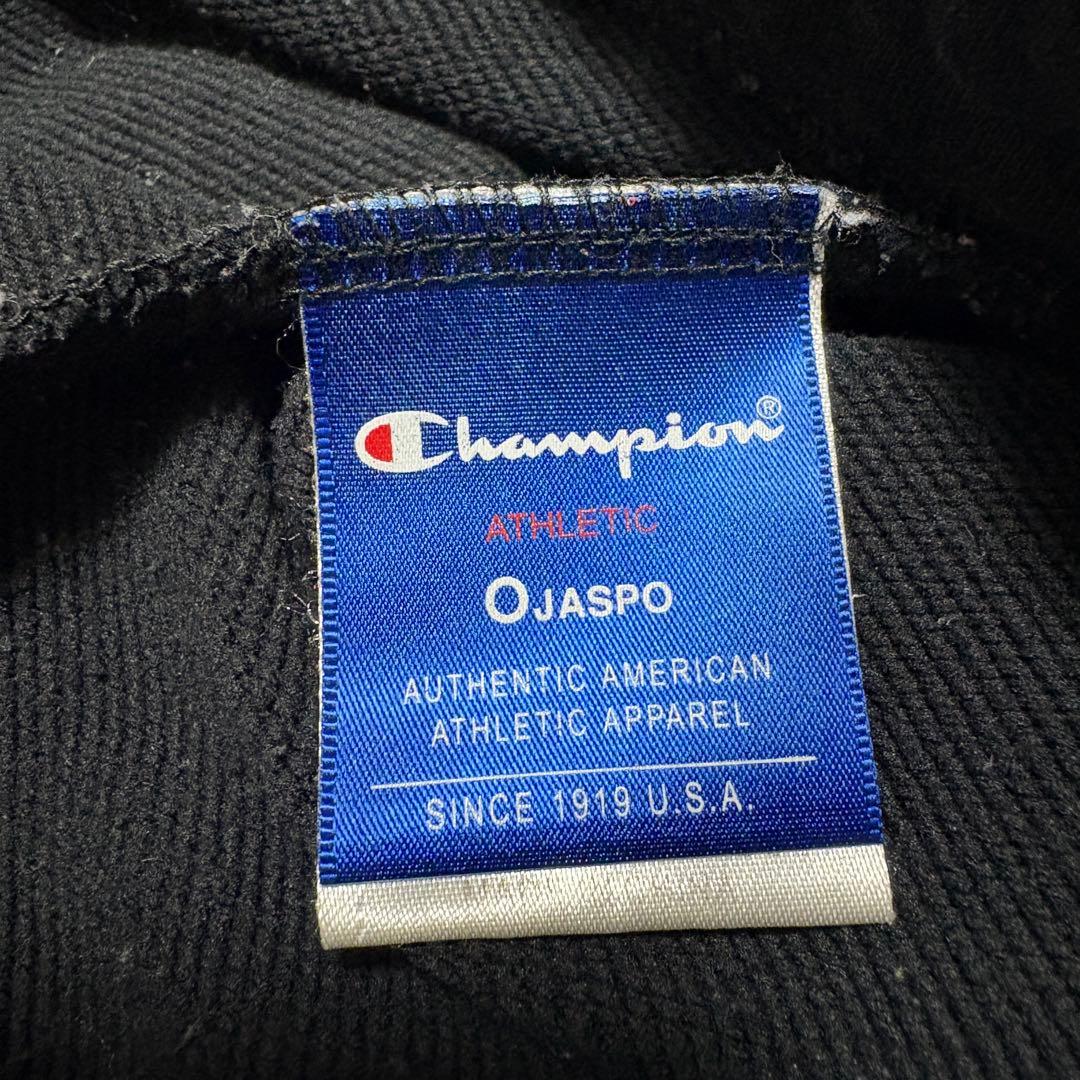 Champion®
ATHLETIC
OJASPO
AUTHENTIC AMERICAN
ATHLETIC APPAREL
SINCE 1919 U.S.A.